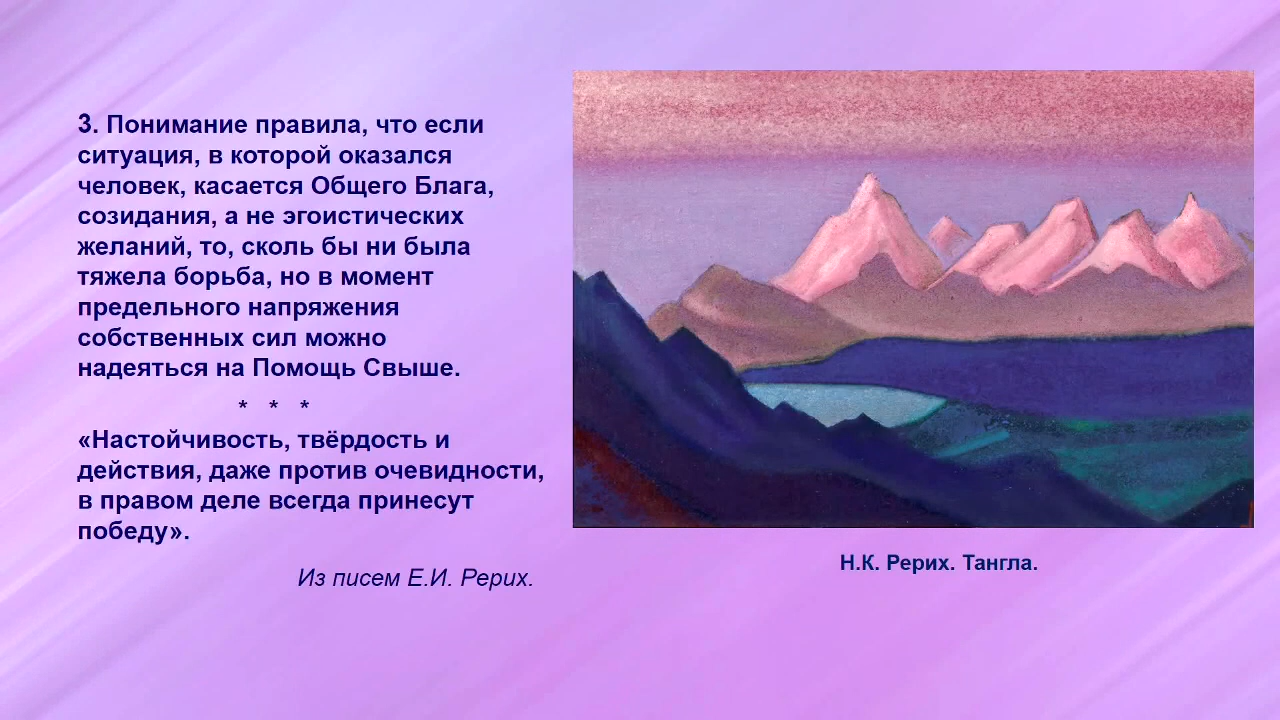 3. Понимание правила, что если
ситуация, в которой оказался
человек, касается Общего Блага,
созидания, а не эгоистических
желаний, то, сколь бы ни была
тяжела борьба, но в момент
предельного напряжения
собственных сил можно
надеяться на Помощь Свыше.
* * *
«Настойчивость, твёрдость и
действия, даже против очевидности,
в правом деле всегда принесут
победу».
Из писем Е.И. Рерих.
Н.К. Рерих. Тангла.